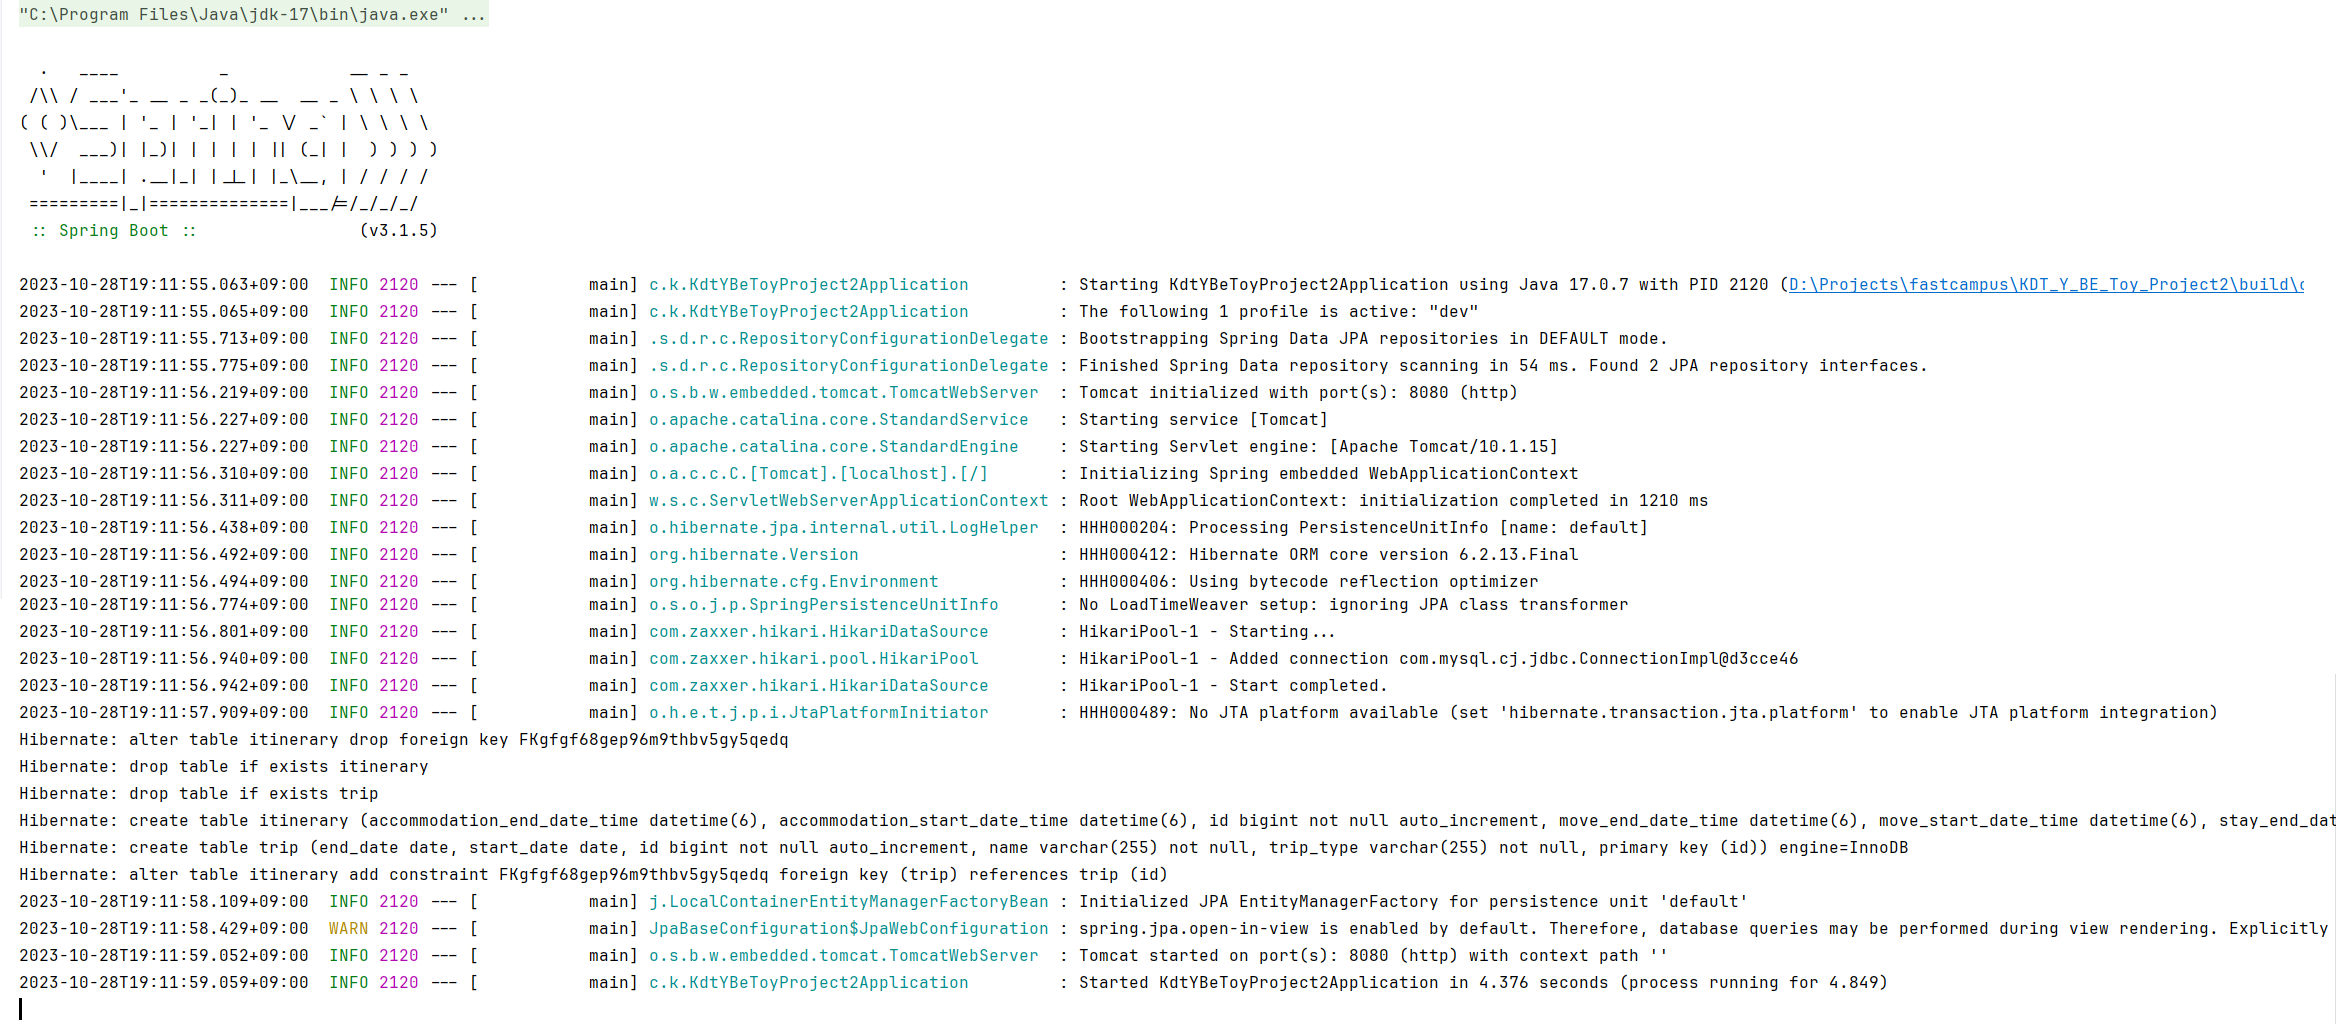 "C:\Program Files\Java\jdk-17\bin\java.exe" ...
  .   ____          _            __ _ _
 /\\ / ___'_ __ _ _(_)_ __  __ _ \ \ \ \
( ( )\___ | '_ | '_| | '_ \/ _` | \ \ \ \
 \\/  ___)| |_)| | | | | || (_| |  ) ) ) )
  '  |____| .__|_| |_|_| |_\__, | / / / /
 =========|_|==============|___/=/_/_/_/
 :: Spring Boot ::                (v3.1.5)
2023-10-28T19:11:55.063+09:00  INFO 2120 --- [           main] c.k.KdtYBeToyProject2Application         : Starting KdtYBeToyProject2Application using Java 17.0.7 with PID 2120 (D:\Projects\fastcampus\KDT_Y_BE_Toy_Project2\build\c
2023-10-28T19:11:55.065+09:00  INFO 2120 --- [           main] c.k.KdtYBeToyProject2Application         : The following 1 profile is active: "dev"
2023-10-28T19:11:55.713+09:00  INFO 2120 --- [           main] .s.d.r.c.RepositoryConfigurationDelegate : Bootstrapping Spring Data JPA repositories in DEFAULT mode.
2023-10-28T19:11:55.775+09:00  INFO 2120 --- [           main] .s.d.r.c.RepositoryConfigurationDelegate : Finished Spring Data repository scanning in 54 ms. Found 2 JPA repository interfaces.
2023-10-28T19:11:56.219+09:00  INFO 2120 --- [           main] o.s.b.w.embedded.tomcat.TomcatWebServer  : Tomcat initialized with port(s): 8080 (http)
2023-10-28T19:11:56.227+09:00  INFO 2120 --- [           main] o.apache.catalina.core.StandardService   : Starting service [Tomcat]
2023-10-28T19:11:56.227+09:00  INFO 2120 --- [           main] o.apache.catalina.core.StandardEngine    : Starting Servlet engine: [Apache Tomcat/10.1.15]
2023-10-28T19:11:56.310+09:00  INFO 2120 --- [           main] o.a.c.c.C.[Tomcat].[localhost].[/]       : Initializing Spring embedded WebApplicationContext
2023-10-28T19:11:56.311+09:00  INFO 2120 --- [           main] w.s.c.ServletWebServerApplicationContext : Root WebApplicationContext: initialization completed in 1210 ms
2023-10-28T19:11:56.438+09:00  INFO 2120 --- [           main] o.hibernate.jpa.internal.util.LogHelper  : HHH000204: Processing PersistenceUnitInfo [name: default]
2023-10-28T19:11:56.492+09:00  INFO 2120 --- [           main] org.hibernate.Version                    : HHH000412: Hibernate ORM core version 6.2.13.Final
2023-10-28T19:11:56.494+09:00  INFO 2120 --- [           main] org.hibernate.cfg.Environment            : HHH000406: Using bytecode reflection optimizer
2023-10-28T19:11:56.774+09:00  INFO 2120 --- [           main] o.s.o.j.p.SpringPersistenceUnitInfo      : No LoadTimeWeaver setup: ignoring JPA class transformer
2023-10-28T19:11:56.801+09:00  INFO 2120 --- [           main] com.zaxxer.hikari.HikariDataSource       : HikariPool-1 - Starting...
2023-10-28T19:11:56.940+09:00  INFO 2120 --- [           main] com.zaxxer.hikari.pool.HikariPool        : HikariPool-1 - Added connection com.mysql.cj.jdbc.ConnectionImpl@d3cce46
2023-10-28T19:11:56.942+09:00  INFO 2120 --- [           main] com.zaxxer.hikari.HikariDataSource       : HikariPool-1 - Start completed.
2023-10-28T19:11:57.909+09:00  INFO 2120 --- [           main] o.h.e.t.j.p.i.JtaPlatformInitiator       : HHH000489: No JTA platform available (set 'hibernate.transaction.jta.platform' to enable JTA platform integration)
Hibernate: alter table itinerary drop foreign key FKgfgf68gep96m9thbv5gy5qedq
Hibernate: drop table if exists itinerary
Hibernate: drop table if exists trip
Hibernate: create table itinerary (accommodation_end_date_time datetime(6), accommodation_start_date_time datetime(6), id bigint not null auto_increment, move_end_date_time datetime(6), move_start_date_time datetime(6), stay_end_dat
Hibernate: create table trip (end_date date, start_date date, id bigint not null auto_increment, name varchar(255) not null, trip_type varchar(255) not null, primary key (id)) engine=InnoDB
Hibernate: alter table itinerary add constraint FKgfgf68gep96m9thbv5gy5qedq foreign key (trip) references trip (id)
2023-10-28T19:11:58.109+09:00  INFO 2120 --- [           main] j.LocalContainerEntityManagerFactoryBean : Initialized JPA EntityManagerFactory for persistence unit 'default'
2023-10-28T19:11:58.429+09:00  WARN 2120 --- [           main] JpaBaseConfiguration$JpaWebConfiguration : spring.jpa.open-in-view is enabled by default. Therefore, database queries may be performed during view rendering. Explicitly
2023-10-28T19:11:59.052+09:00  INFO 2120 --- [           main] o.s.b.w.embedded.tomcat.TomcatWebServer  : Tomcat started on port(s): 8080 (http) with context path ''
2023-10-28T19:11:59.059+09:00  INFO 2120 --- [           main] c.k.KdtYBeToyProject2Application         : Started KdtYBeToyProject2Application in 4.376 seconds (process running for 4.849)